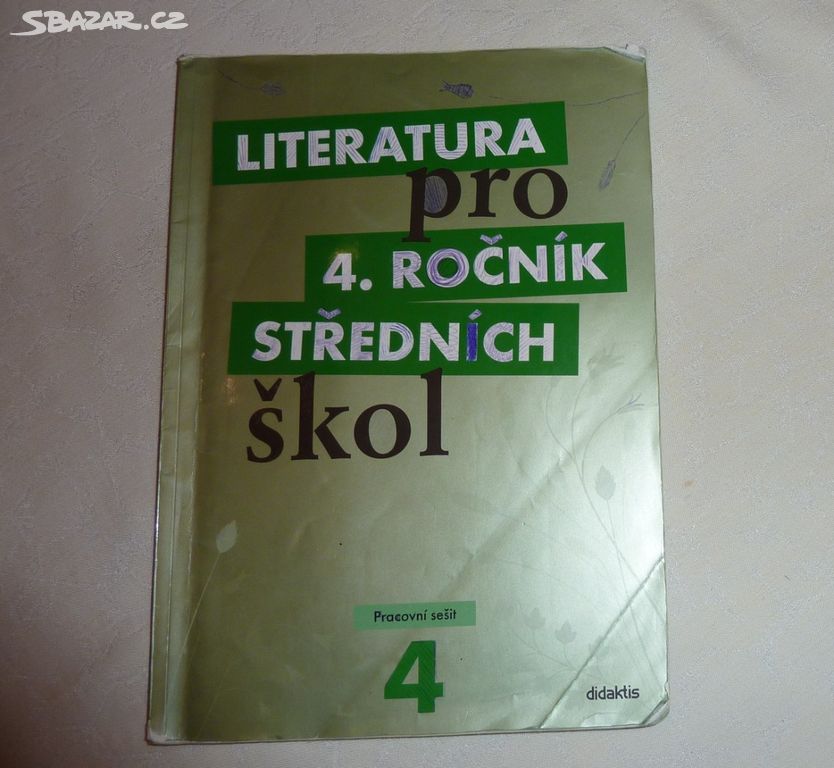 SBAZAR.CZ
LITERATURA
pro
4. ROČNÍK
STŘEDNÍCH
škol
Pracovní sešit
4
didaktis